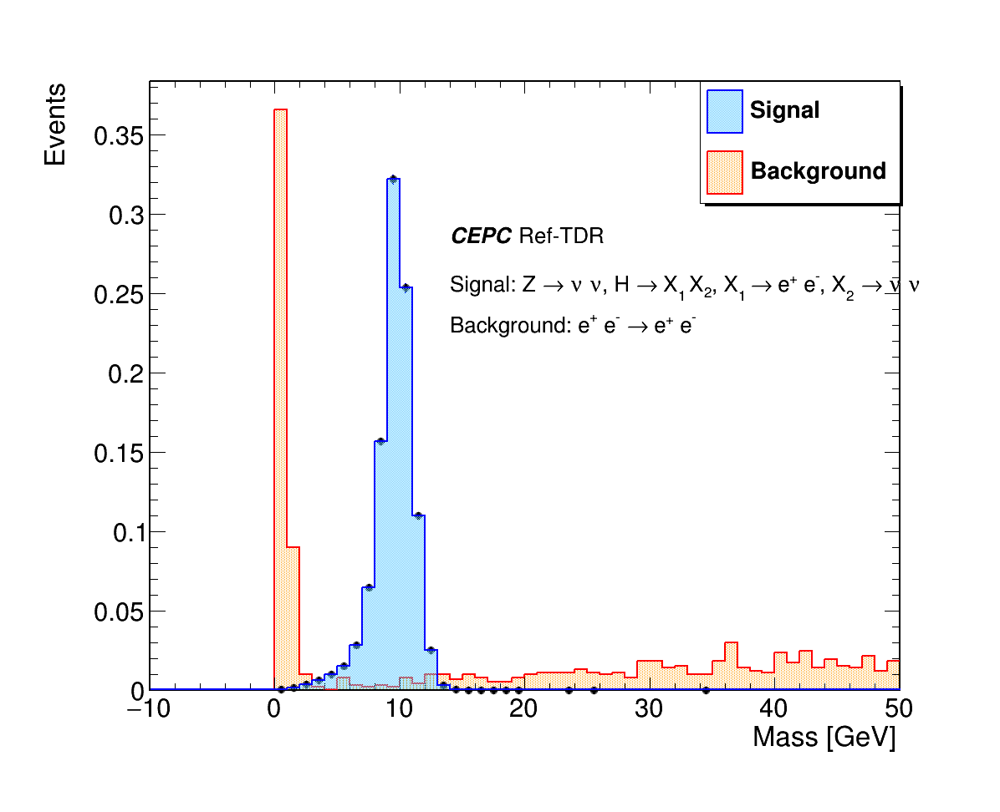 Events
Signal
Background
CEPC Ref-TDR
Signal: Z → ν ν, H → X₁ X₂, X₁ → e⁺ e⁻, X₂ → ν ν
Background: e⁺ e⁻ → e⁺ e⁻
0.35
0.3
0.25
0.2
0.15
0.1
0.05
0
−10 0 10 20 30 40 50
Mass [GeV]